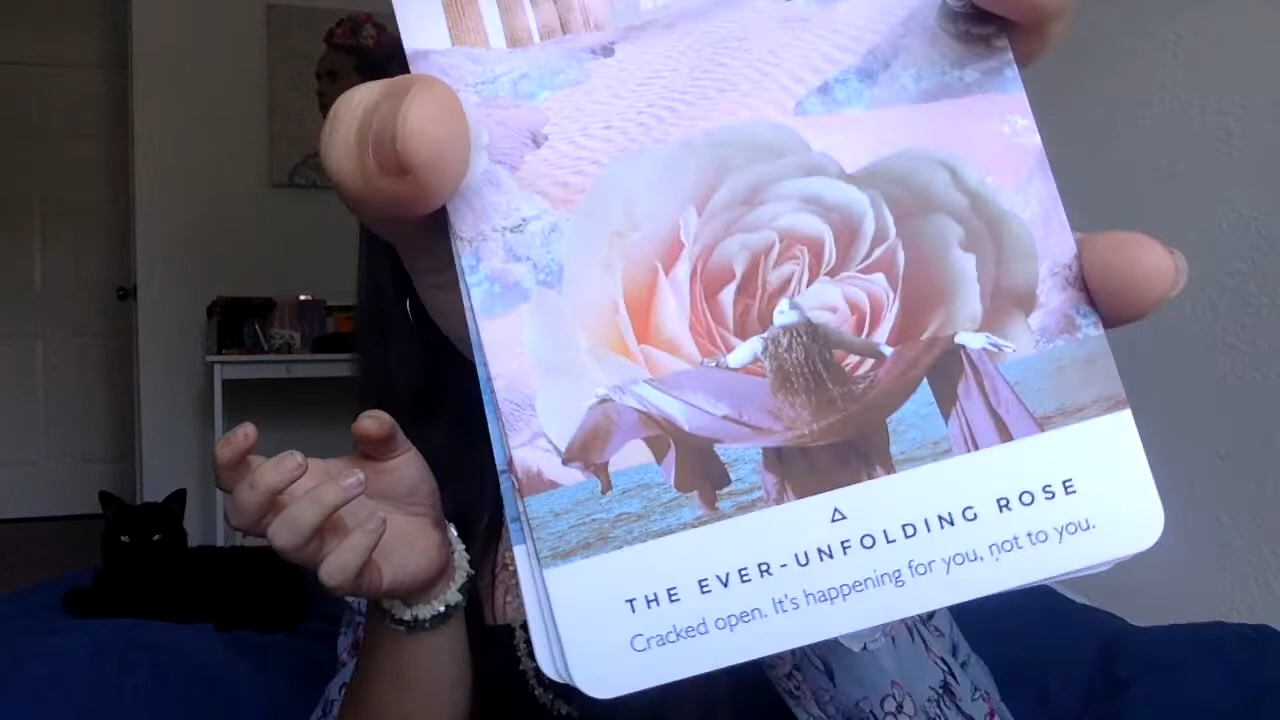 THE EVER-UNFOLDING ROSE
Cracked open. It's happening for you, not to you.